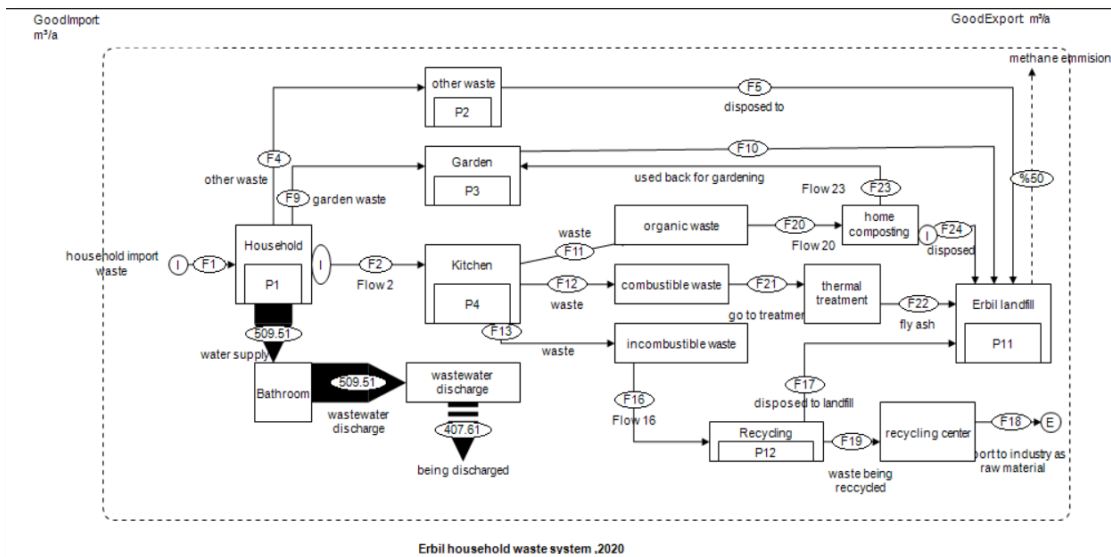 GoodImport
m³/a
GoodExport m³/a
methane emmision
other waste
P2
F5
disposed to
F4
other waste
Garden
P3
F10
used back for gardening
Flow 23
F23
%50
F9
garden waste
organic waste
waste
F11
F20
Flow 20
home
composting
I
F24
disposed
household import
waste
I
F1
Household
P1
I
F2
Flow 2
Kitchen
P4
F12
waste
combustible waste
F21
go to treatmer
thermal
treatment
F22
fly ash
Erbil landfill
P11
F13
waste
incombustible waste
509.51
water supply
Bathroom
509.51
wastewater
discharge
wastewater
discharge
407.61
being discharged
F16
Flow 16
F17
disposed to landfill
Recycling
P12
F19
waste being
reccycled
recycling center
F18
E
port to industry as
raw material
Erbil household waste system ,2020